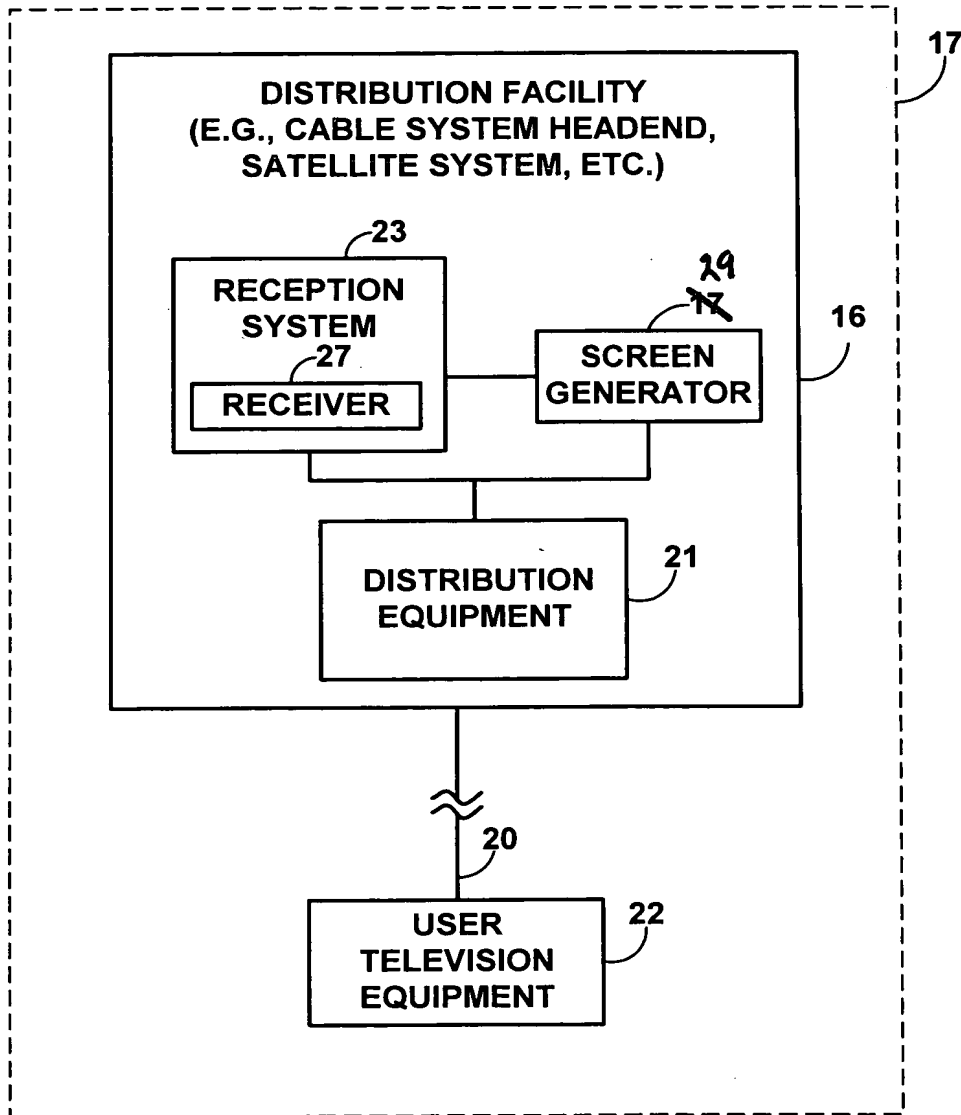 17
DISTRIBUTION FACILITY
(E.G., CABLE SYSTEM HEADEND,
SATELLITE SYSTEM, ETC.)
23
RECEPTION
SYSTEM
27
RECEIVER
29
17
SCREEN
GENERATOR
16
DISTRIBUTION
EQUIPMENT
21
20
USER
TELEVISION
EQUIPMENT
22